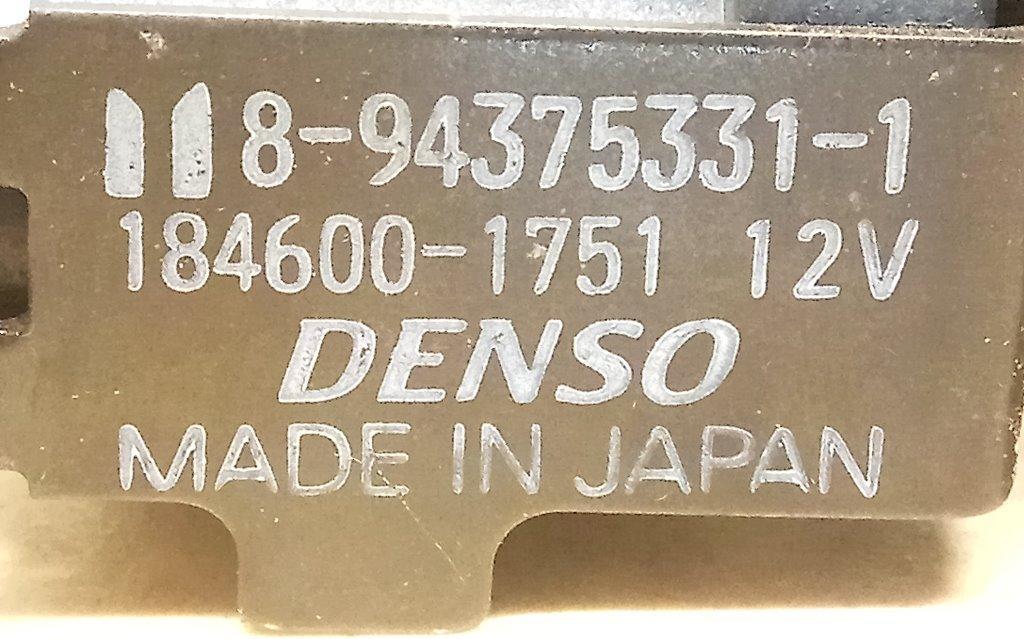 8-94375331-1
184600-1751 12V
DENSO
MADE IN JAPAN